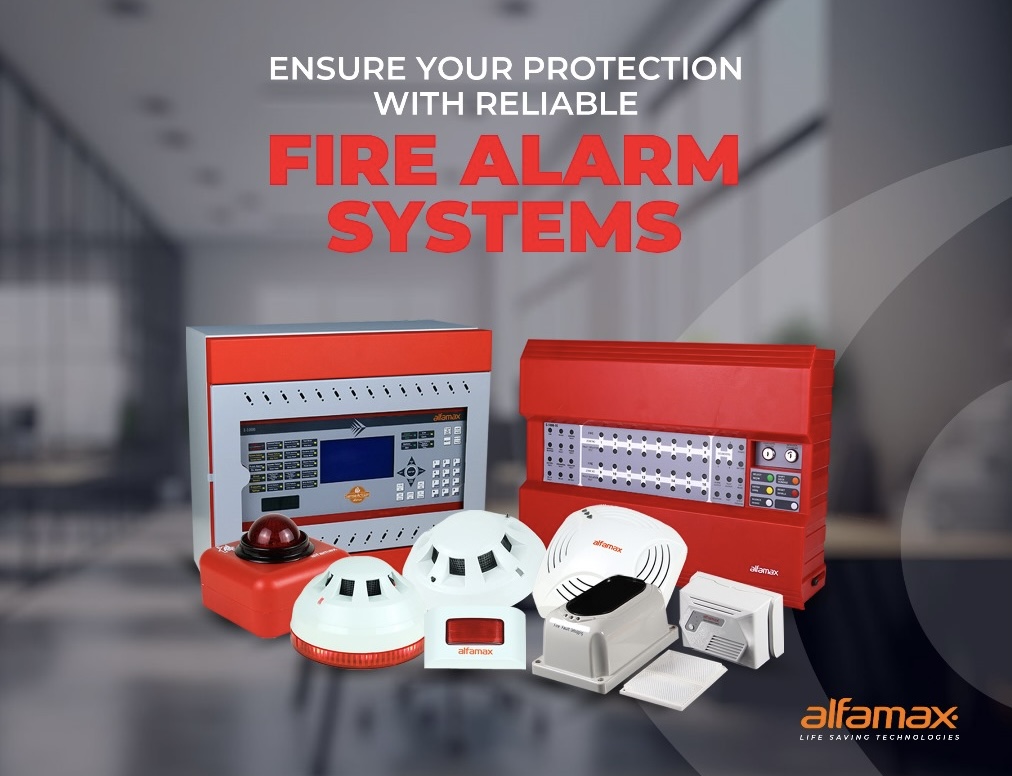 ENSURE YOUR PROTECTION
WITH RELIABLE
FIRE ALARM
SYSTEMS
alfamax
alfamax
alfamax
alfamax
alfamax
LIFE SAVING TECHNOLOGIES